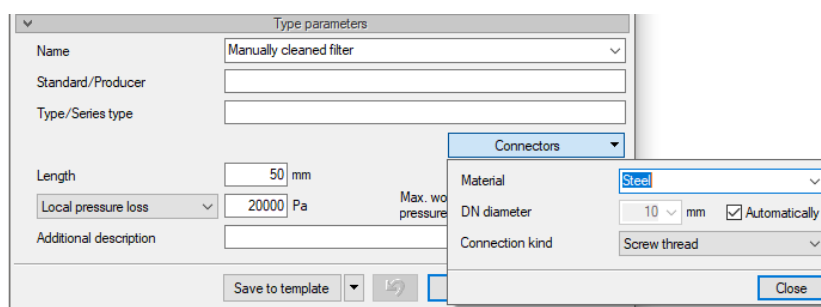 Type parameters
Name Manually cleaned filter
Standard/Producer
Type/Series type
Connectors
Length 50 mm
Local pressure loss 20000 Pa Max. wo
pressure
Additional description
Material Steel
DN diameter 10 mm Automatically
Connection kind Screw thread
Save to template
Close